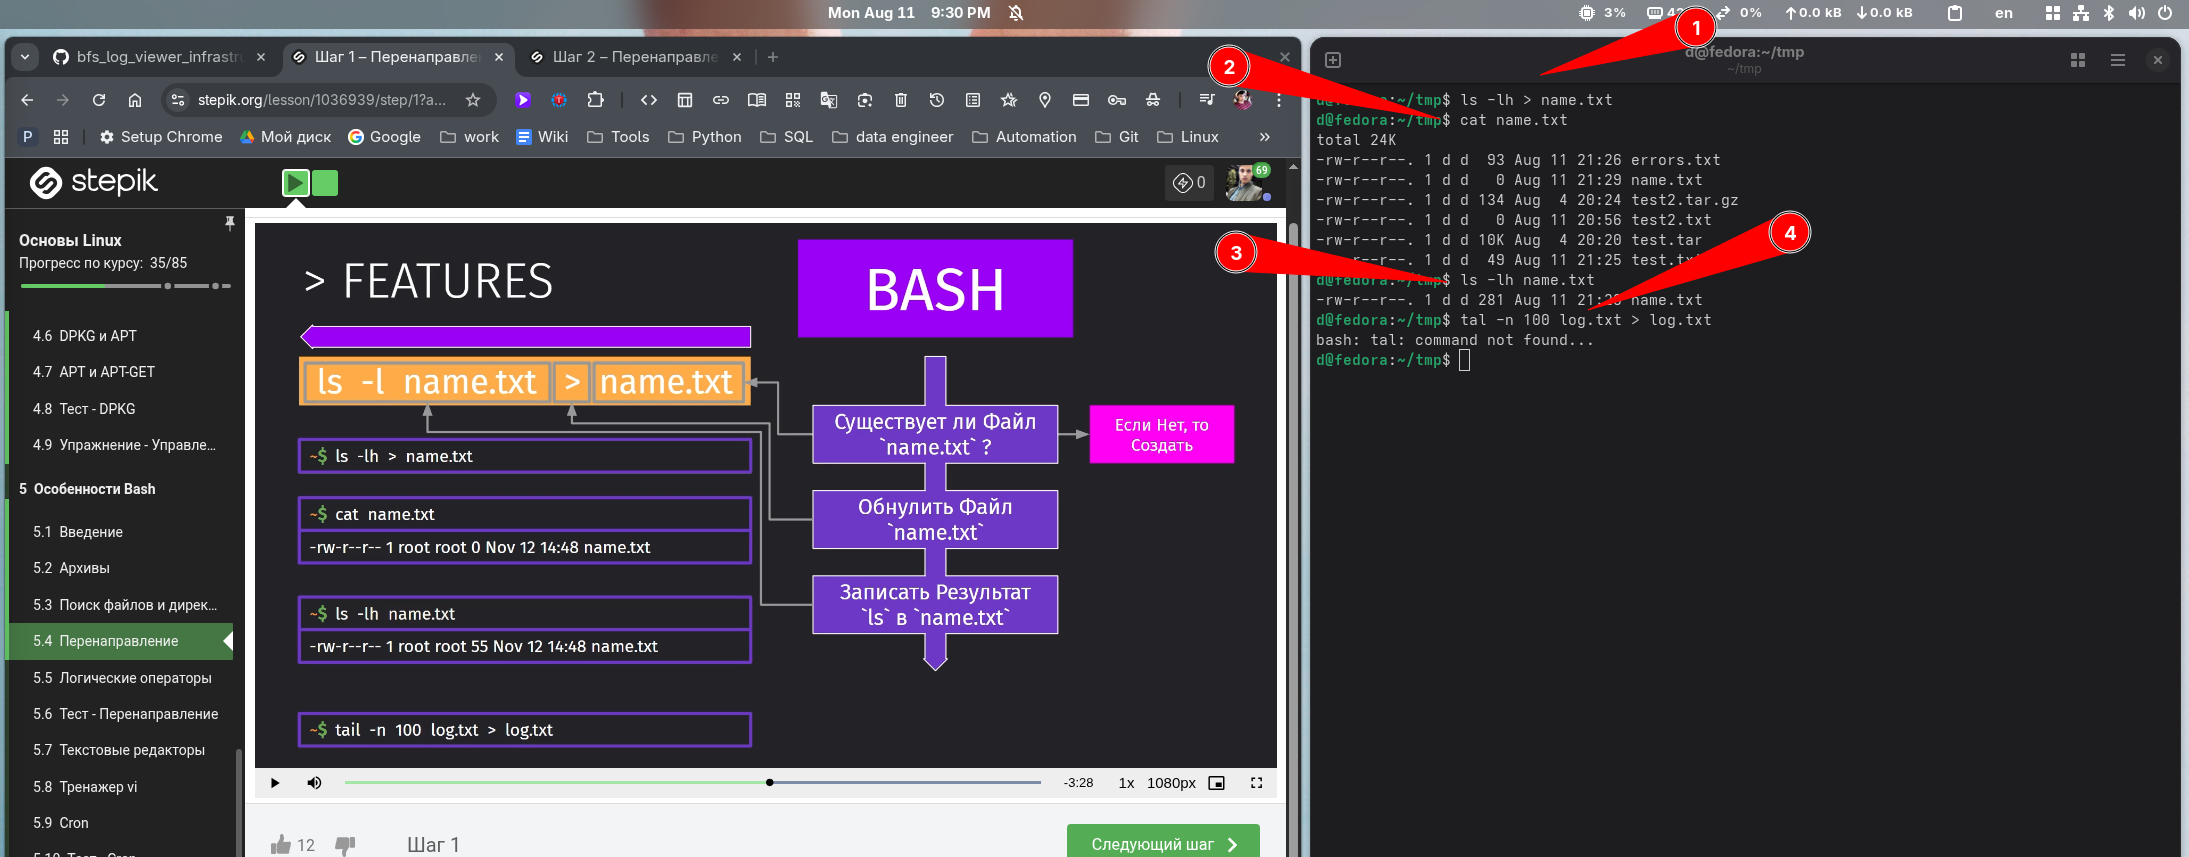 Mon Aug 11 9:30 PM
3% 0% 0.0 kB 0.0 kB en
bfs_log_viewer_infrastru
Шаг 1 – Перенаправлен
Шаг 2 – Перенаправле
stepik.org/lesson/1036939/step/1?a...
P Setup Chrome Мой диск Google work Wiki Tools Python SQL data engineer Automation Git Linux »
stepik
0
69
Основы Linux
Прогресс по курсу: 35/85
4.6 DPKG и APT
4.7 APT и APT-GET
4.8 Тест - DPKG
4.9 Упражнение - Управле...
5 Особенности Bash
5.1 Введение
5.2 Архивы
5.3 Поиск файлов и дирек...
5.4 Перенаправление
5.5 Логические операторы
5.6 Тест - Перенаправление
5.7 Текстовые редакторы
5.8 Тренажер vi
5.9 Cron
> FEATURES
ls -l name.txt > name.txt
~$ ls -lh > name.txt
~$ cat name.txt
-rw-r--r-- 1 root root 0 Nov 12 14:48 name.txt
~$ ls -lh name.txt
-rw-r--r-- 1 root root 55 Nov 12 14:48 name.txt
~$ tail -n 100 log.txt > log.txt
BASH
Существует ли Файл
`name.txt` ?
Если Нет, то
Создать
Обнулить Файл
`name.txt`
Записать Результат
`ls` в `name.txt`
-3:28 1x 1080px
12
Шаг 1
Следующий шаг
1
2
3
4
d@fedora:~/tmp
~/tmp
d@fedora:~/tmp$ ls -lh > name.txt
d@fedora:~/tmp$ cat name.txt
total 24K
-rw-r--r--. 1 d d  93 Aug 11 21:26 errors.txt
-rw-r--r--. 1 d d   0 Aug 11 21:29 name.txt
-rw-r--r--. 1 d d 134 Aug  4 20:24 test2.tar.gz
-rw-r--r--. 1 d d   0 Aug 11 20:56 test2.txt
-rw-r--r--. 1 d d 10K Aug  4 20:20 test.tar
-rw-r--r--. 1 d d  49 Aug 11 21:25 test.txt
d@fedora:~/tmp$ ls -lh name.txt
-rw-r--r--. 1 d d 281 Aug 11 21:29 name.txt
d@fedora:~/tmp$ tal -n 100 log.txt > log.txt
bash: tal: command not found...
d@fedora:~/tmp$